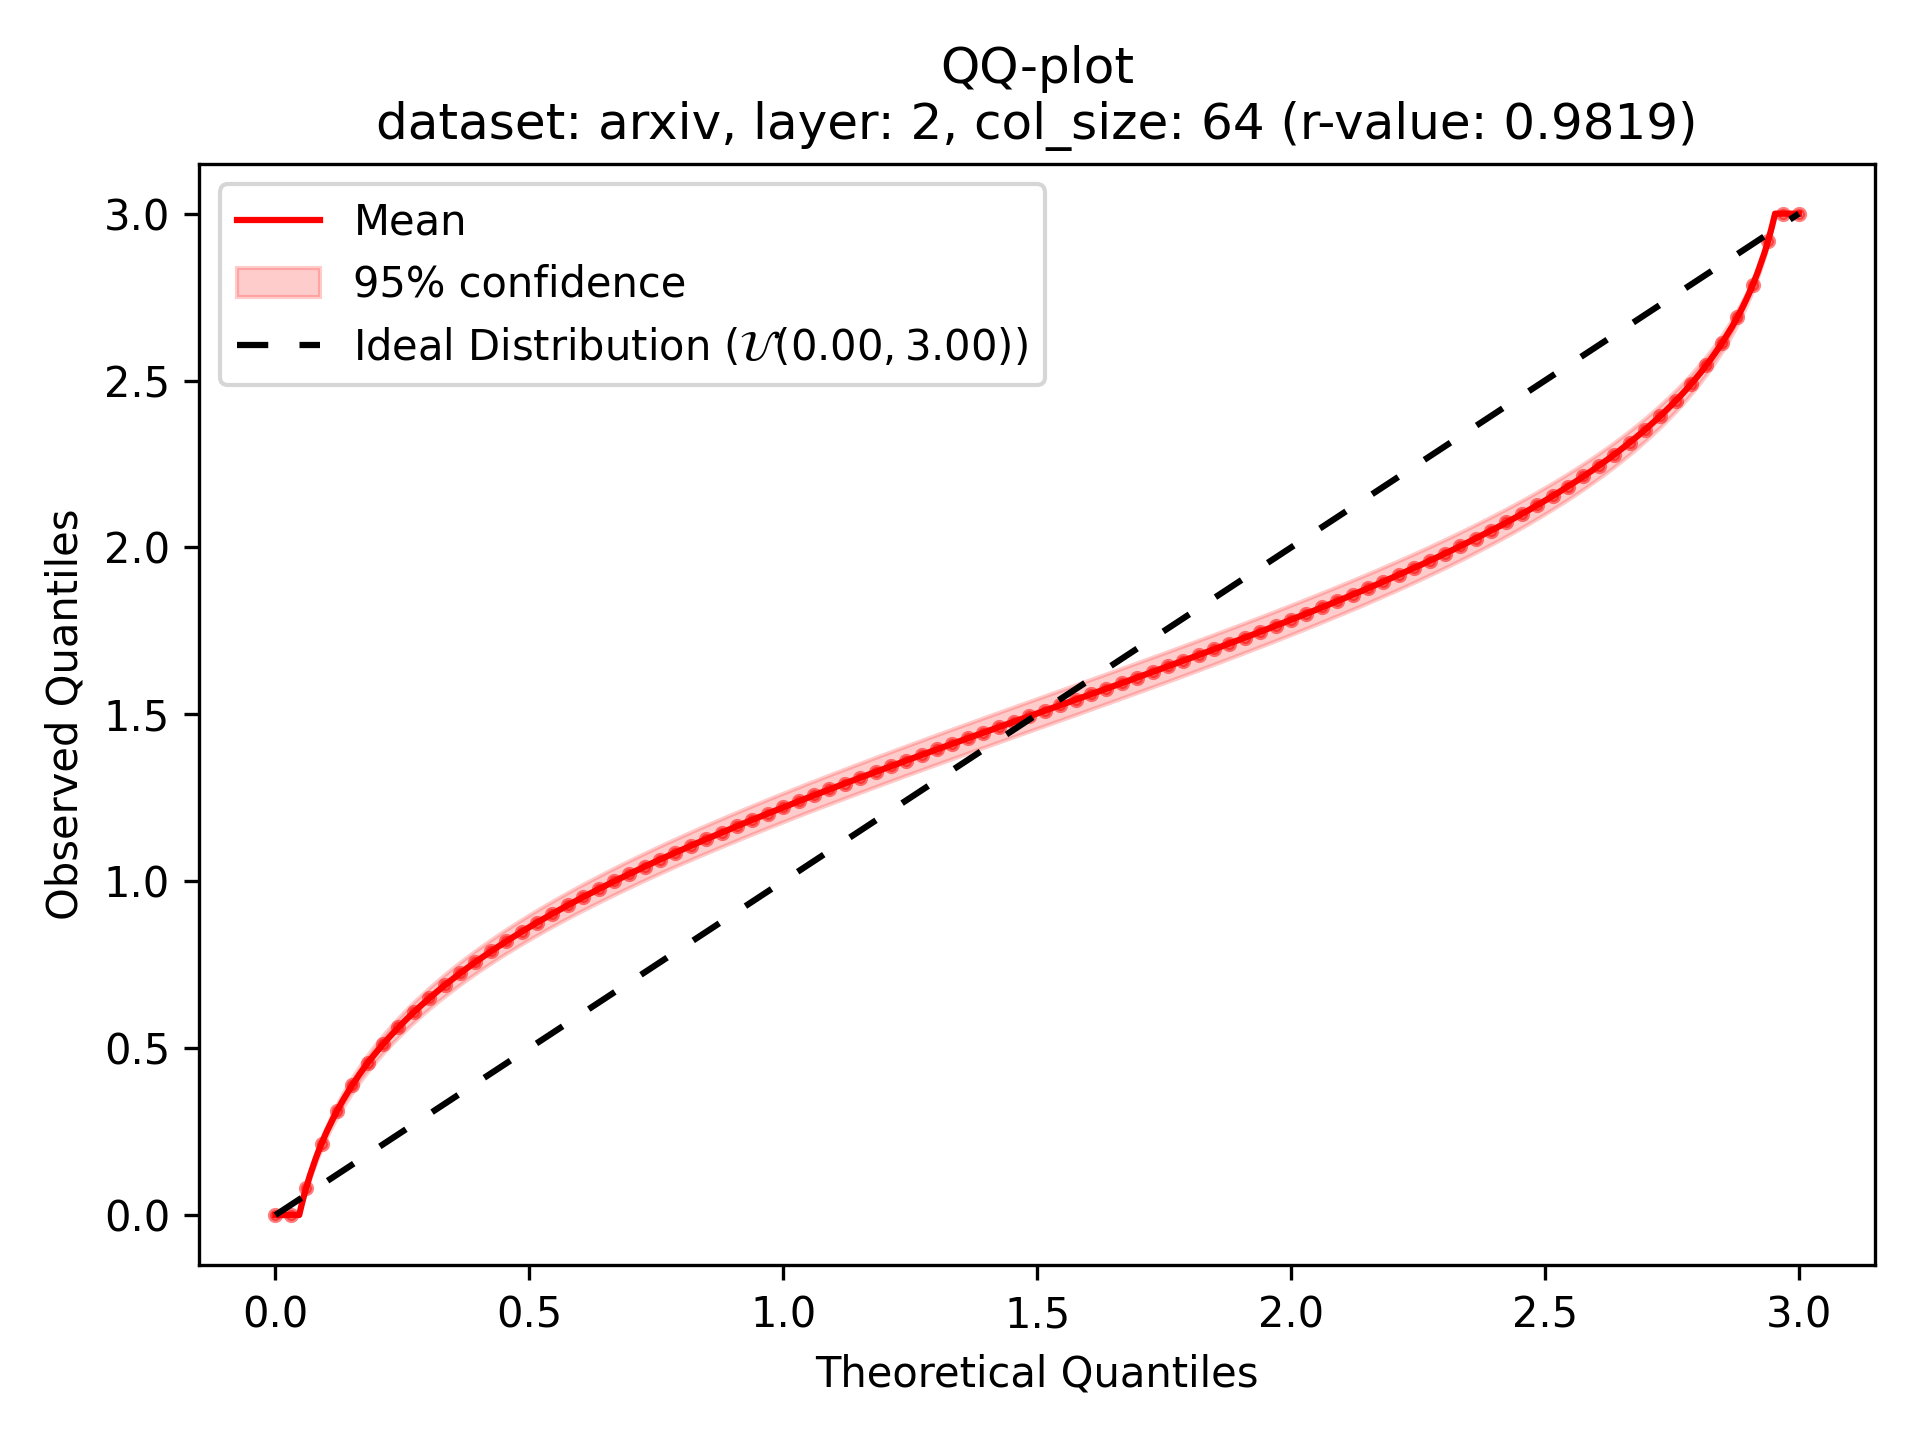 QQ-plot
dataset: arxiv, layer: 2, col_size: 64 (r-value: 0.9819)
Mean
95% confidence
Ideal Distribution (𝒰(0.00, 3.00))
3.0
2.5
2.0
1.5
1.0
0.5
0.0
Observed Quantiles
0.0 0.5 1.0 1.5 2.0 2.5 3.0
Theoretical Quantiles